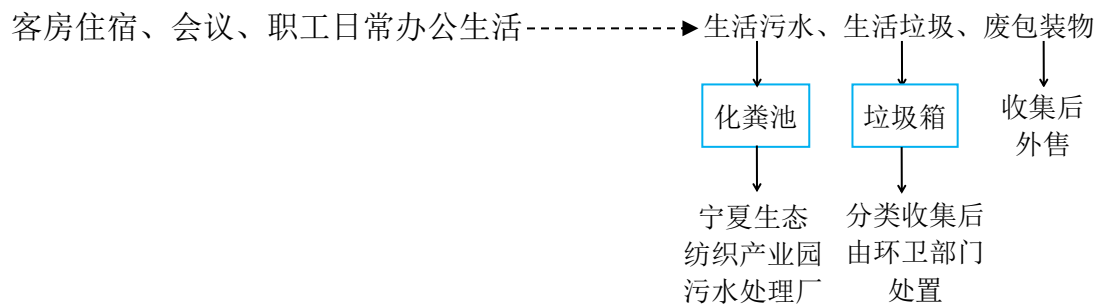 客房住宿、会议、职工日常办公生活
生活污水、生活垃圾、废包装物
化粪池
垃圾箱
收集后
外售
宁夏生态
纺织产业园
污水处理厂
分类收集后
由环卫部门
处置